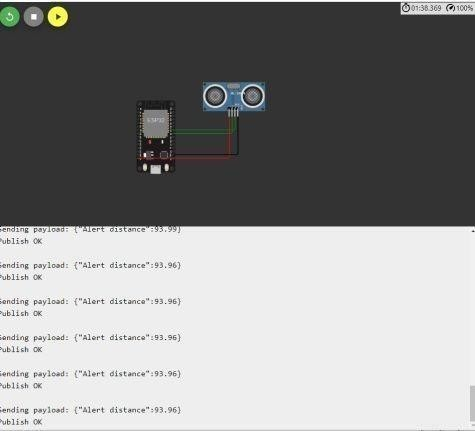 01:38.369 100%
ESP32
Sending payload: {"Alert distance":93.99}
Publish OK
Sending payload: {"Alert distance":93.96}
Publish OK
Sending payload: {"Alert distance":93.96}
Publish OK
Sending payload: {"Alert distance":93.96}
Publish OK
Sending payload: {"Alert distance":93.96}
Publish OK
Sending payload: {"Alert distance":93.96}
Publish OK